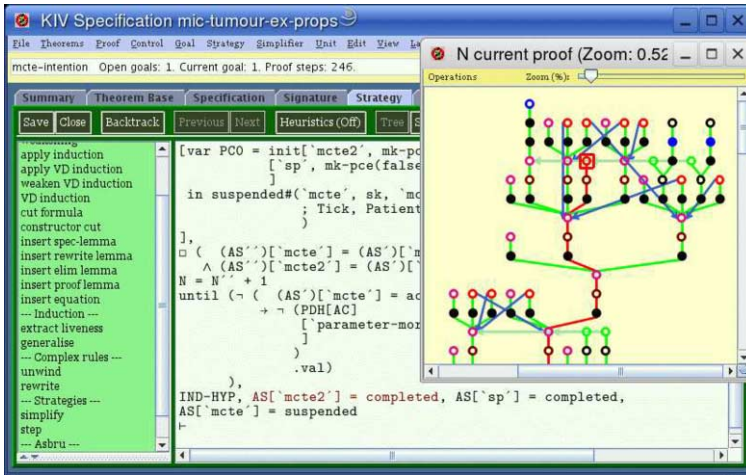 KIV Specification mic-tumour-ex-props
File Theorems Proof Control Goal Strategy Simplifier Unit Edit View
mcte-intention Open goals: 1. Current goal: 1. Proof steps: 246.
Summary Theorem Base Specification Signature Strategy
Save Close Backtrack Previous Next Heuristics (Off) Tree
apply induction
apply VD induction
weaken VD induction
VD induction
cut formula
constructor cut
insert spec-lemma
insert rewrite lemma
insert elim lemma
insert proof lemma
insert equation
--- Induction ---
extract liveness
generalise
--- Complex rules ---
unwind
rewrite
--- Strategies ---
simplify
step
--- Asbru ---
[var PC0 = init[`mcte2´, mk-pc
[`sp´, mk-pce(false
]
in suspended#(`mcte´, sk, `mc
; Tick, Patient
)
],
□ ( (AS´´)[`mcte´] = (AS´)[`m
∧ (AS´´)[`mcte2´] = (AS´)[`
N = N´´ + 1
until (¬ ( (AS´)[`mcte´] = ac
→ ¬ (PDH[AC]
[`parameter-mor
]
)
.val)
),
IND-HYP, AS[`mcte2´] = completed, AS[`sp´] = completed,
AS[`mcte´] = suspended
⊢
N current proof (Zoom: 0.52
Operations Zoom (%):